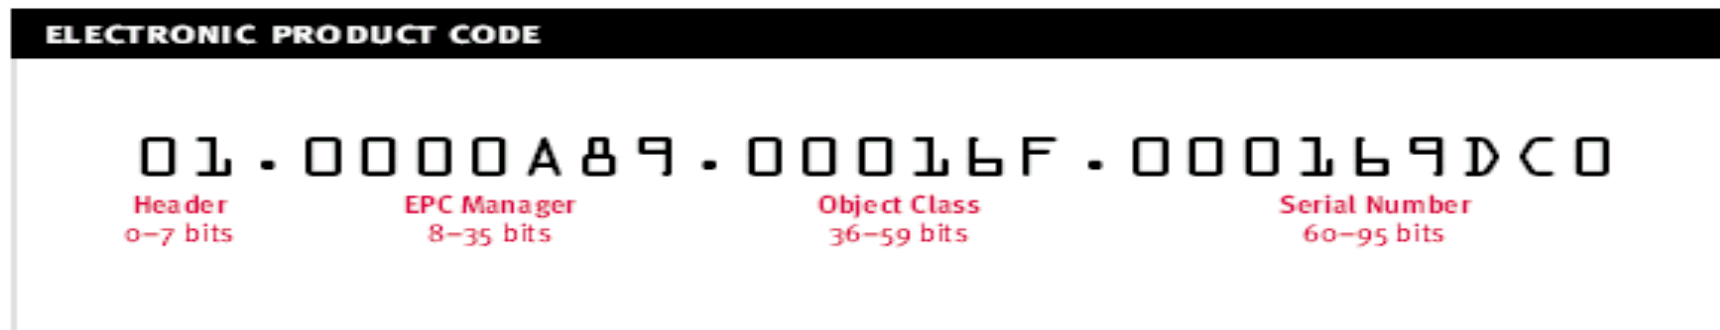 ELECTRONIC PRODUCT CODE
01.0000A89.00016F.000169DC0
Header EPC Manager Object Class Serial Number
0–7 bits 8–35 bits 36–59 bits 60–95 bits